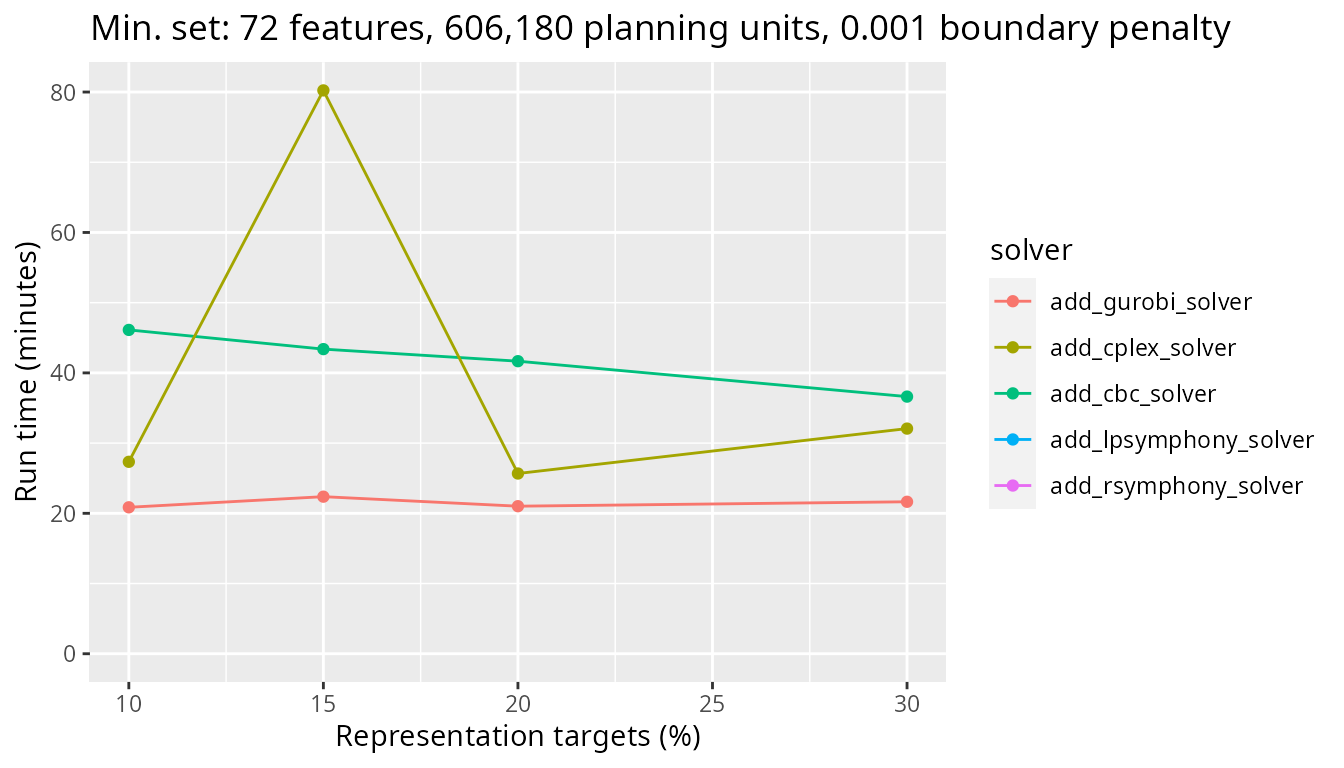 Min. set: 72 features, 606,180 planning units, 0.001 boundary penalty
80
60
40
20
0
Run time (minutes)
10 15 20 25 30
Representation targets (%)
solver
add_gurobi_solver
add_cplex_solver
add_cbc_solver
add_lpsymphony_solver
add_rsymphony_solver